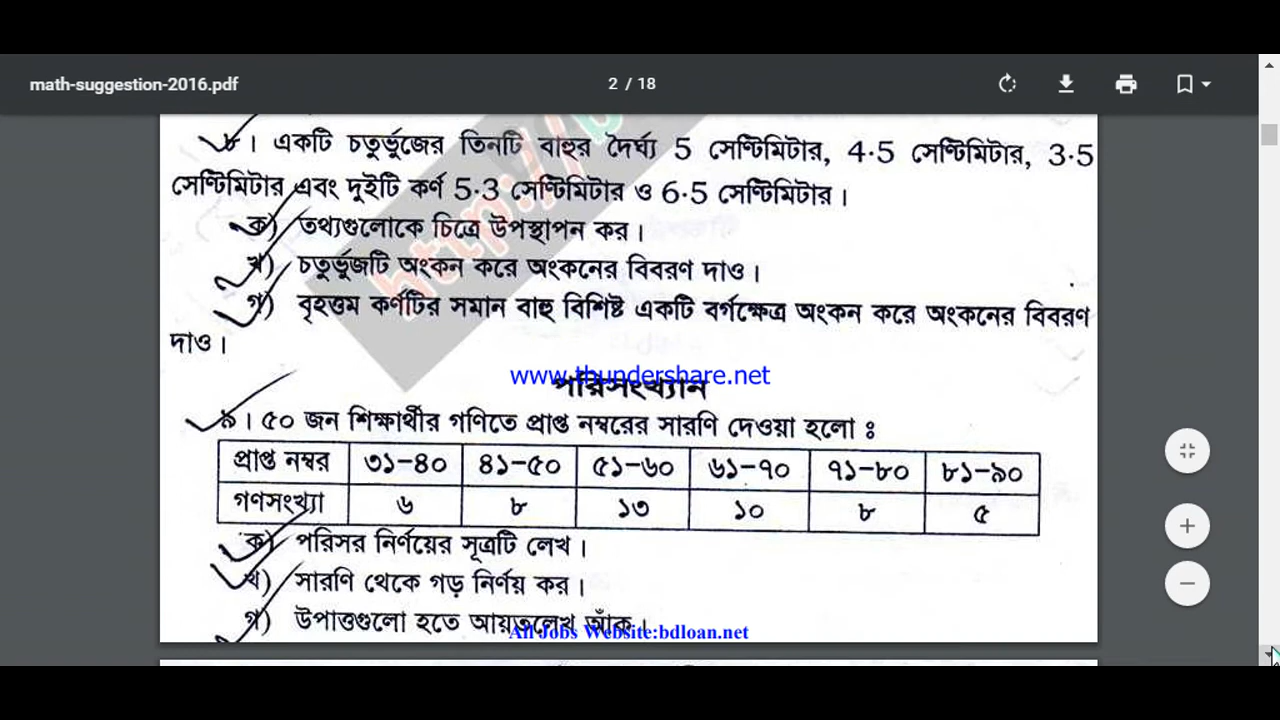 math-suggestion-2016.pdf
2 / 18
৮। একটি চতুর্ভুজের তিনটি বাহুর দৈর্ঘ্য 5 সেন্টিমিটার, 4·5 সেন্টিমিটার, 3·5
সেন্টিমিটার এবং দুইটি কর্ণ 5·3 সেন্টিমিটার ও 6·5 সেন্টিমিটার।
ক) তথ্যগুলোকে চিত্রে উপস্থাপন কর।
খ) চতুর্ভুজটি অংকন করে অংকনের বিবরণ দাও।
গ) বৃহত্তম কর্ণটির সমান বাহু বিশিষ্ট একটি বর্গক্ষেত্র অংকন করে অংকনের বিবরণ
দাও।
www.thundershare.net
পরিসংখ্যান
৯। ৫০ জন শিক্ষার্থীর গণিতে প্রাপ্ত নম্বরের সারণি দেওয়া হলো ঃ
প্রাপ্ত নম্বর ৩১-৪০ ৪১-৫০ ৫১-৬০ ৬১-৭০ ৭১-৮০ ৮১-৯০
গণসংখ্যা ৬ ৮ ১৩ ১০ ৮ ৫
ক) পরিসর নির্ণয়ের সূত্রটি লেখ।
খ) সারণি থেকে গড় নির্ণয় কর।
গ) উপাত্তগুলো হতে আয়তলেখ আঁক।
All Jobs Website:bdloan.net